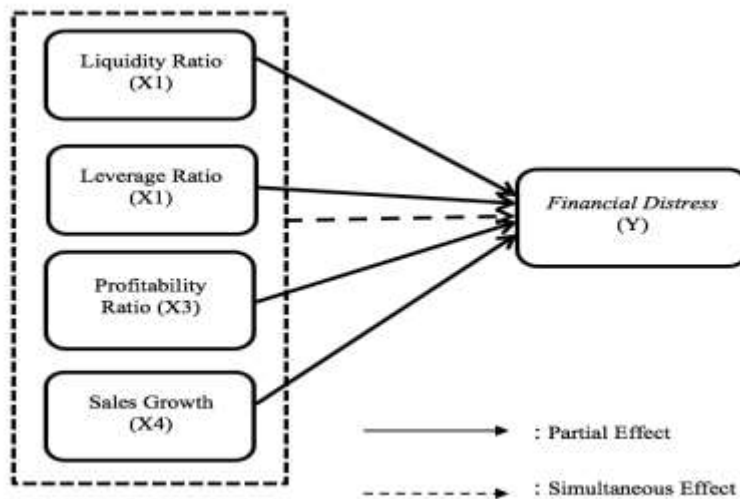 Liquidity Ratio
(X1)
Leverage Ratio
(X1)
Profitability
Ratio (X3)
Sales Growth
(X4)
Financial Distress
(Y)
: Partial Effect
: Simultaneous Effect